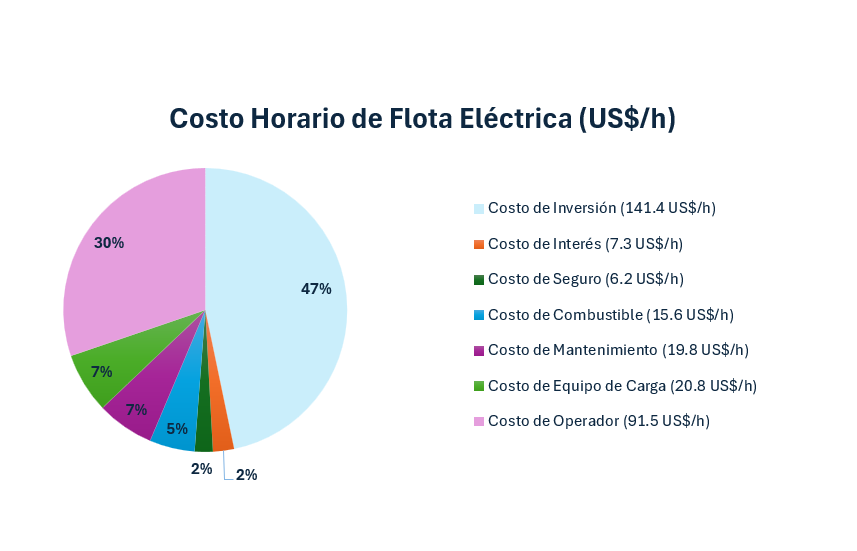 Costo Horario de Flota Eléctrica (US$/h)
30%
47%
7%
7%
5%
2%
2%
Costo de Inversión (141.4 US$/h)
Costo de Interés (7.3 US$/h)
Costo de Seguro (6.2 US$/h)
Costo de Combustible (15.6 US$/h)
Costo de Mantenimiento (19.8 US$/h)
Costo de Equipo de Carga (20.8 US$/h)
Costo de Operador (91.5 US$/h)